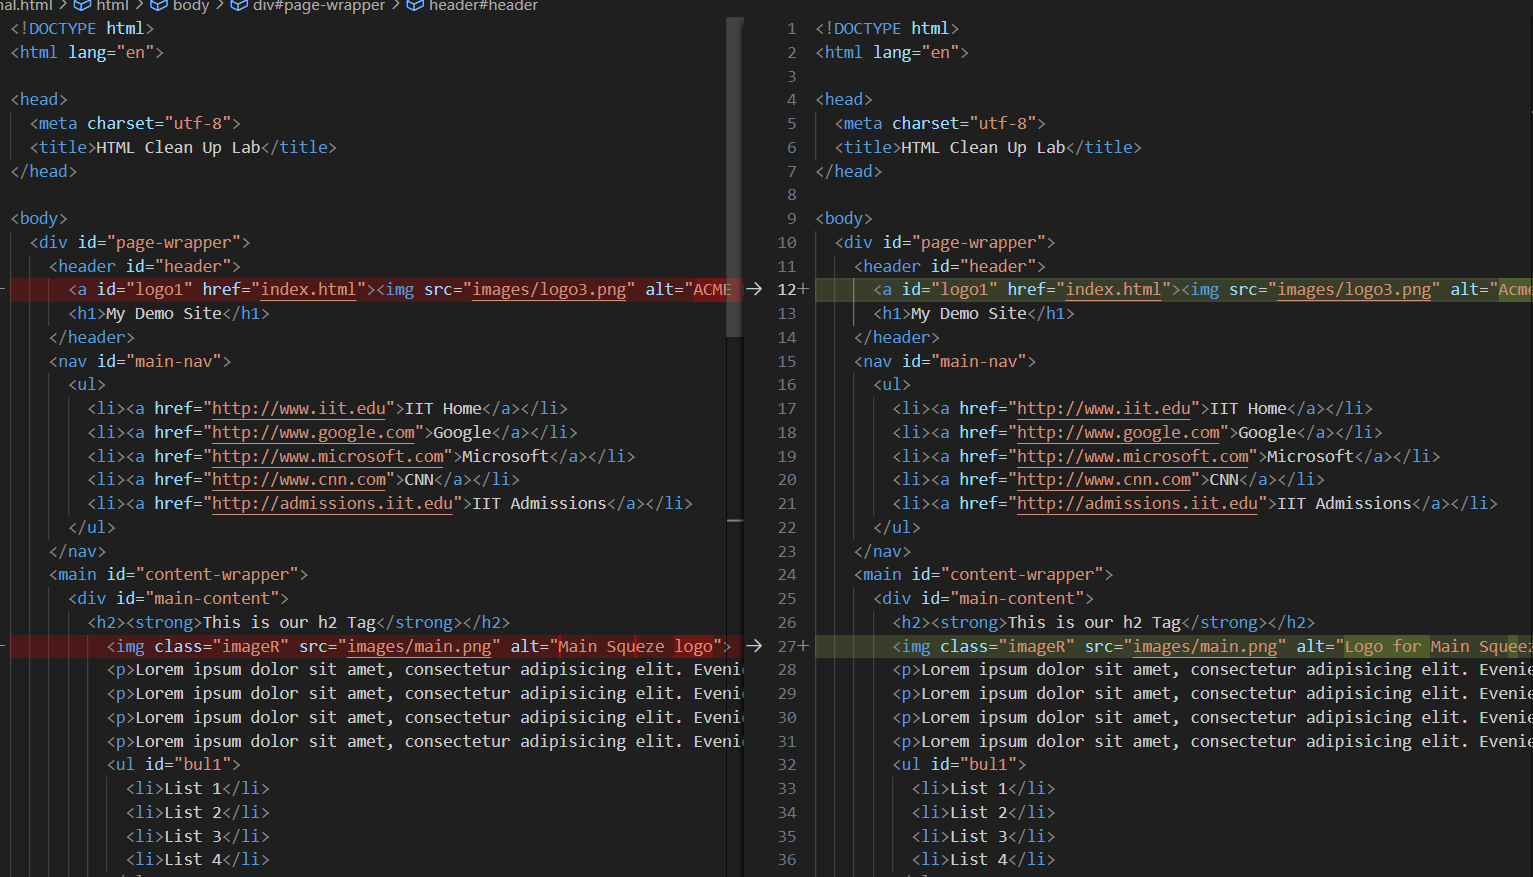 nal.html > html > body > div#page-wrapper > header#header
<!DOCTYPE html>
<html lang="en">
<head>
<meta charset="utf-8">
<title>HTML Clean Up Lab</title>
</head>
<body>
<div id="page-wrapper">
<header id="header">
<a id="logo1" href="index.html"><img src="images/logo3.png" alt="ACME
<h1>My Demo Site</h1>
</header>
<nav id="main-nav">
<ul>
<li><a href="http://www.iit.edu">IIT Home</a></li>
<li><a href="http://www.google.com">Google</a></li>
<li><a href="http://www.microsoft.com">Microsoft</a></li>
<li><a href="http://www.cnn.com">CNN</a></li>
<li><a href="http://admissions.iit.edu">IIT Admissions</a></li>
</ul>
</nav>
<main id="content-wrapper">
<div id="main-content">
<h2><strong>This is our h2 Tag</strong></h2>
<img class="imageR" src="images/main.png" alt="Main Squeze logo">
<p>Lorem ipsum dolor sit amet, consectetur adipisicing elit. Evenie
<p>Lorem ipsum dolor sit amet, consectetur adipisicing elit. Evenie
<p>Lorem ipsum dolor sit amet, consectetur adipisicing elit. Evenie
<p>Lorem ipsum dolor sit amet, consectetur adipisicing elit. Evenie
<ul id="bul1">
<li>List 1</li>
<li>List 2</li>
<li>List 3</li>
<li>List 4</li>
1 <!DOCTYPE html>
2 <html lang="en">
3
4 <head>
5 <meta charset="utf-8">
6 <title>HTML Clean Up Lab</title>
7 </head>
8
9 <body>
10 <div id="page-wrapper">
11 <header id="header">
→ 12+ <a id="logo1" href="index.html"><img src="images/logo3.png" alt="Acme
13 <h1>My Demo Site</h1>
14 </header>
15 <nav id="main-nav">
16 <ul>
17 <li><a href="http://www.iit.edu">IIT Home</a></li>
18 <li><a href="http://www.google.com">Google</a></li>
19 <li><a href="http://www.microsoft.com">Microsoft</a></li>
20 <li><a href="http://www.cnn.com">CNN</a></li>
21 <li><a href="http://admissions.iit.edu">IIT Admissions</a></li>
22 </ul>
23 </nav>
24 <main id="content-wrapper">
25 <div id="main-content">
26 <h2><strong>This is our h2 Tag</strong></h2>
→ 27+ <img class="imageR" src="images/main.png" alt="Logo for Main Squeez
28 <p>Lorem ipsum dolor sit amet, consectetur adipisicing elit. Evenie
29 <p>Lorem ipsum dolor sit amet, consectetur adipisicing elit. Evenie
30 <p>Lorem ipsum dolor sit amet, consectetur adipisicing elit. Evenie
31 <p>Lorem ipsum dolor sit amet, consectetur adipisicing elit. Evenie
32 <ul id="bul1">
33 <li>List 1</li>
34 <li>List 2</li>
35 <li>List 3</li>
36 <li>List 4</li>